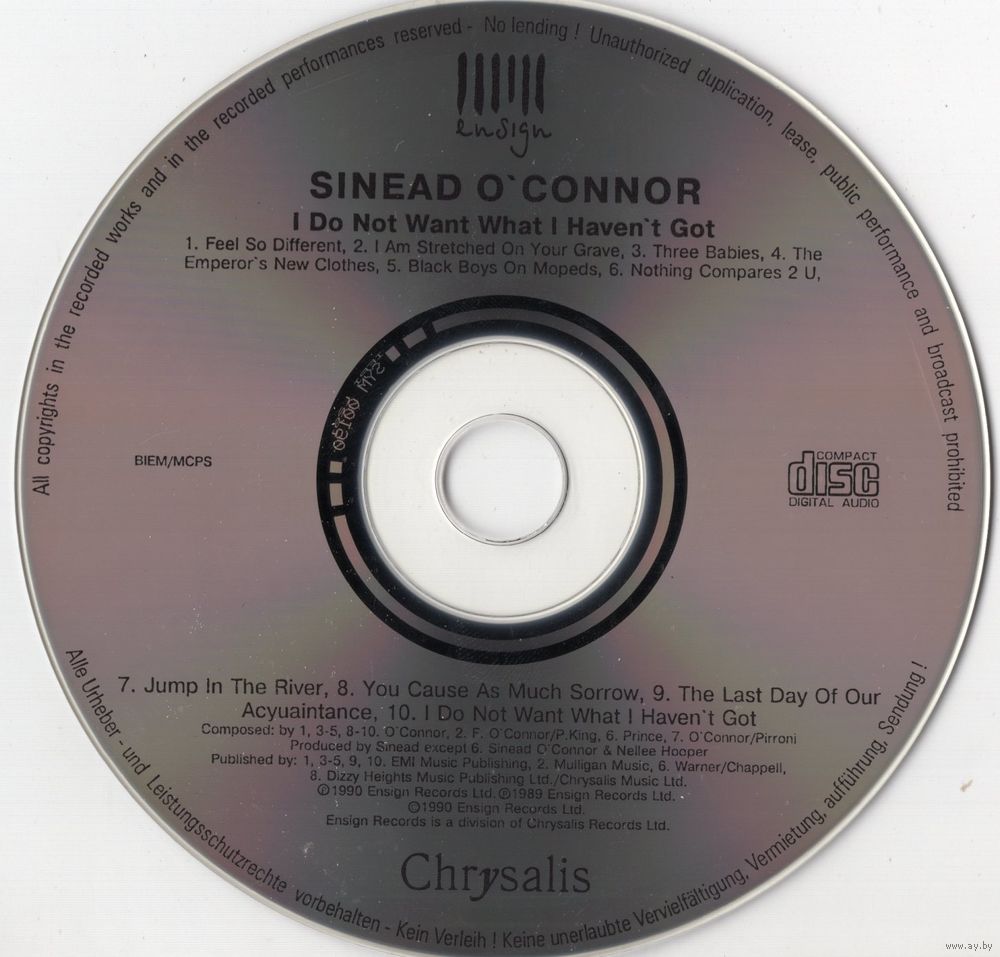 All copyrights in the recorded works and in the recorded performances reserved - No lending ! Unauthorized duplication, lease, public performance and broadcast prohibited
ensign
SINEAD O`CONNOR
I Do Not Want What I Haven`t Got
1. Feel So Different, 2. I Am Stretched On Your Grave, 3. Three Babies, 4. The
Emperor`s New Clothes, 5. Black Boys On Mopeds, 6. Nothing Compares 2 U,
BIEM/MCPS
COMPACT
disc
DIGITAL AUDIO
7. Jump In The River, 8. You Cause As Much Sorrow, 9. The Last Day Of Our
Acyuaintance, 10. I Do Not Want What I Haven`t Got
Composed: by 1, 3-5, 8-10. O`Connor, 2. F. O`Connor/P.King, 6. Prince, 7. O`Connor/Pirroni
Produced by Sinead except 6. Sinead O`Connor & Nellee Hooper
Published by: 1, 3-5, 9, 10. EMI Music Publishing, 2. Mulligan Music, 6. Warner/Chappell,
8. Dizzy Heights Music Publishing Ltd./Chrysalis Music Ltd.
℗1990 Ensign Records Ltd. ℗1989 Ensign Records Ltd.
©1990 Ensign Records Ltd.
Ensign Records is a division of Chrysalis Records Ltd.
Chrysalis
Alle Urheber - und Leistungsschutzrechte vorbehalten - Kein Verleih ! Keine unerlaubte Vervielfältigung, Vermietung, aufführung, Sendung !
www.ay.by